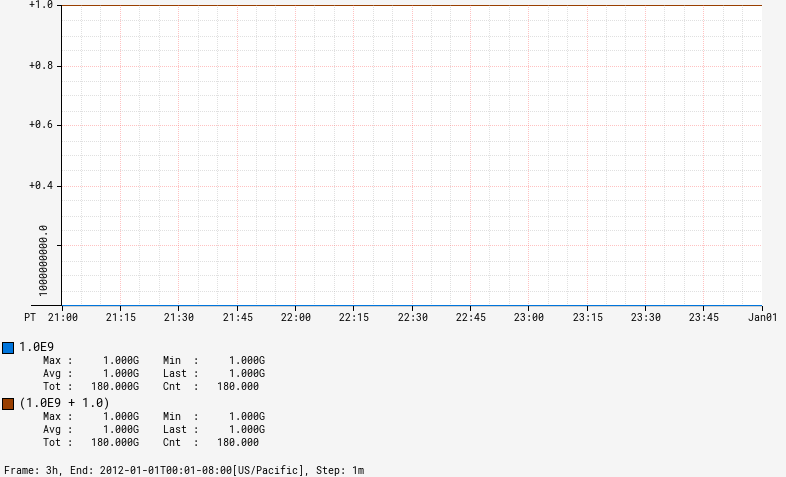 +1.0
+0.8
+0.6
+0.4
1000000000.0
PT 21:00 21:15 21:30 21:45 22:00 22:15 22:30 22:45 23:00 23:15 23:30 23:45 Jan01
1.0E9
Max : 1.000G Min : 1.000G
Avg : 1.000G Last : 1.000G
Tot : 180.000G Cnt : 180.000
(1.0E9 + 1.0)
Max : 1.000G Min : 1.000G
Avg : 1.000G Last : 1.000G
Tot : 180.000G Cnt : 180.000
Frame: 3h, End: 2012-01-01T00:01-08:00[US/Pacific], Step: 1m